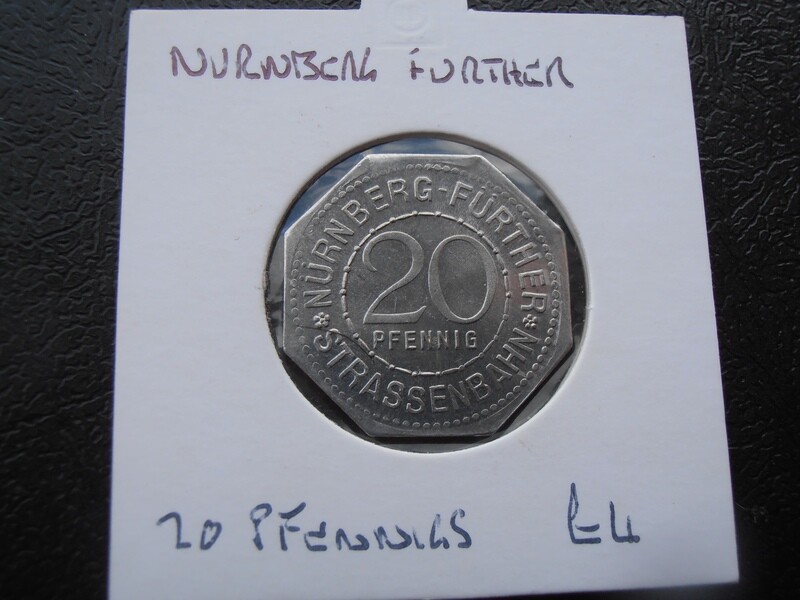 NURNBERG FURTHER
NÜRNBERG-FÜRTHER
20
PFENNIG
* STRASSENBAHN *
20 PFENNIGS £4